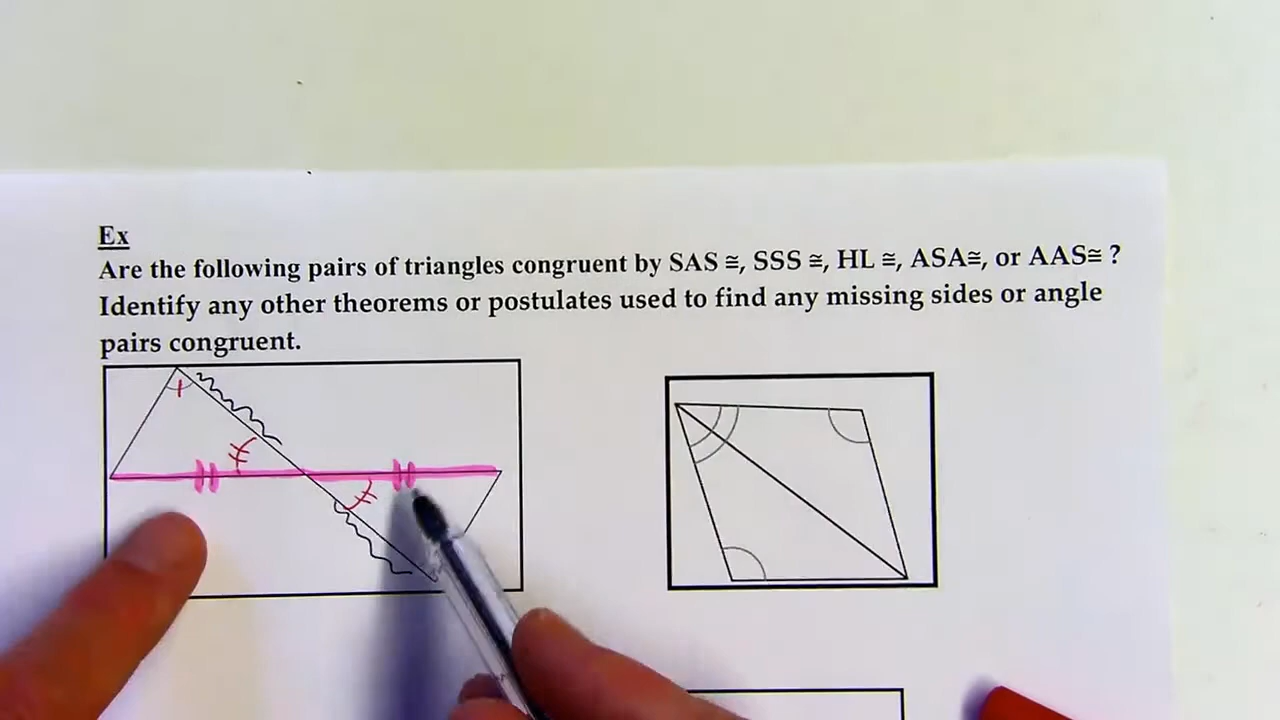 Ex
Are the following pairs of triangles congruent by SAS ≅, SSS ≅, HL ≅, ASA≅, or AAS≅ ?
Identify any other theorems or postulates used to find any missing sides or angle
pairs congruent.